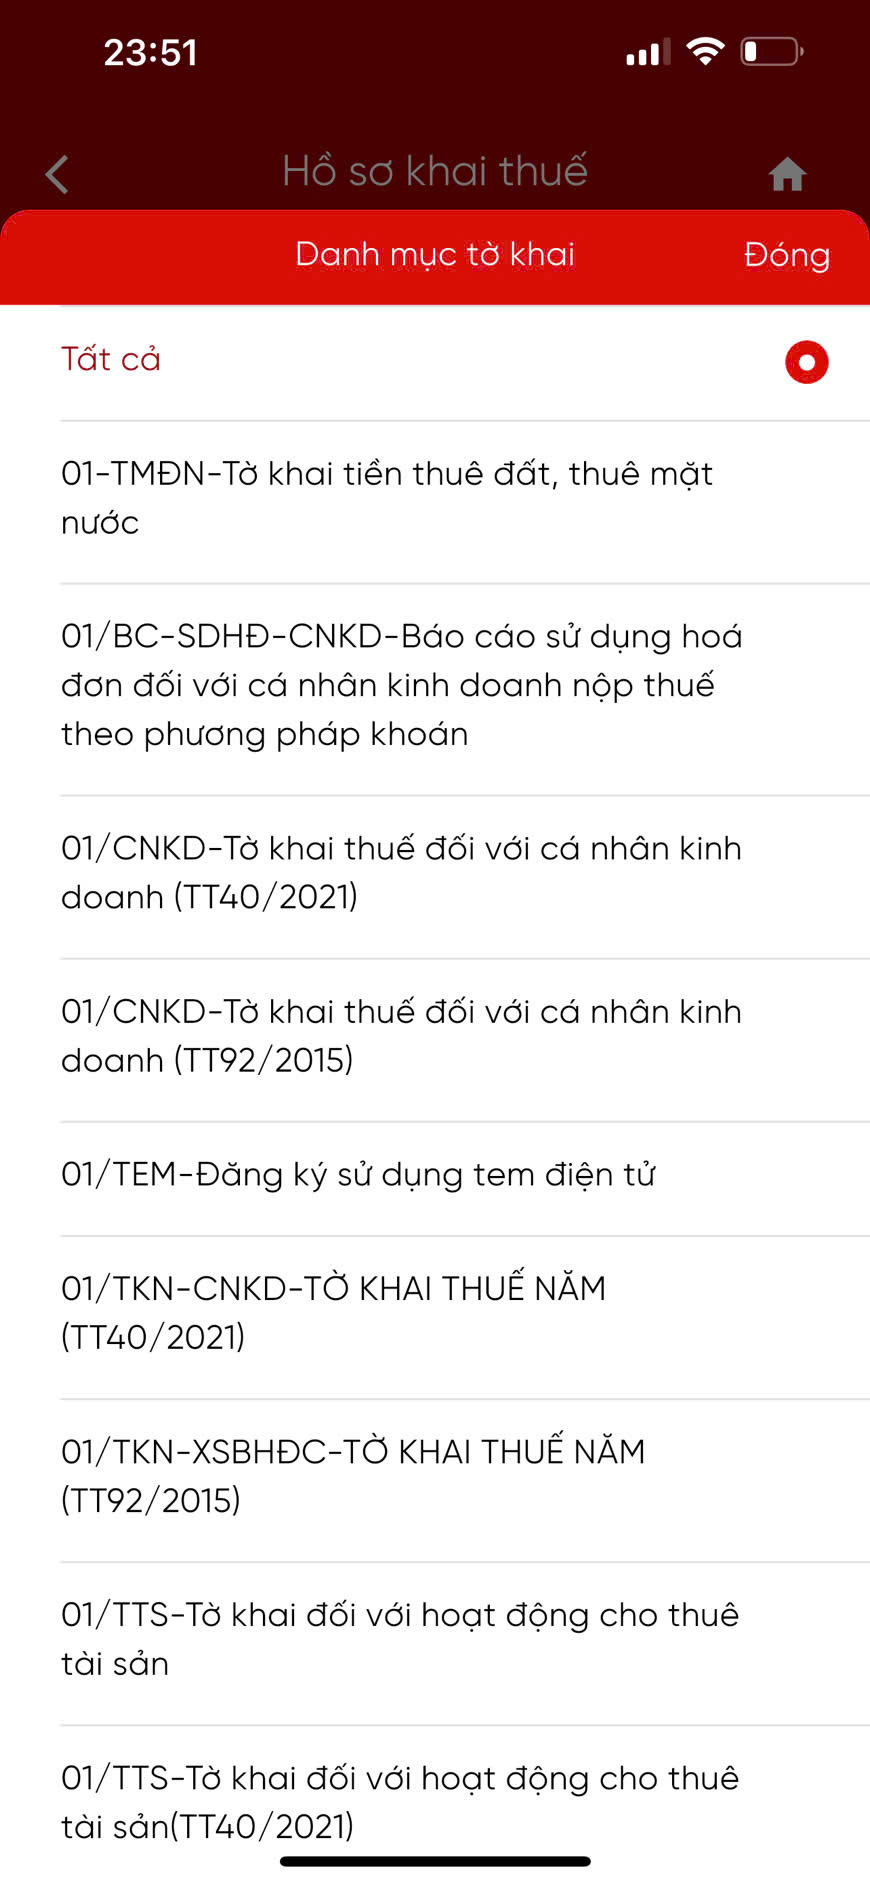 23:51
Hồ sơ khai thuế
Danh mục tờ khai
Đóng
Tất cả
01-TMĐN-Tờ khai tiền thuê đất, thuê mặt
nước
01/BC-SDHĐ-CNKD-Báo cáo sử dụng hoá
đơn đối với cá nhân kinh doanh nộp thuế
theo phương pháp khoán
01/CNKD-Tờ khai thuế đối với cá nhân kinh
doanh (TT40/2021)
01/CNKD-Tờ khai thuế đối với cá nhân kinh
doanh (TT92/2015)
01/TEM-Đăng ký sử dụng tem điện tử
01/TKN-CNKD-TỜ KHAI THUẾ NĂM
(TT40/2021)
01/TKN-XSBHĐC-TỜ KHAI THUẾ NĂM
(TT92/2015)
01/TTS-Tờ khai đối với hoạt động cho thuê
tài sản
01/TTS-Tờ khai đối với hoạt động cho thuê
tài sản(TT40/2021)